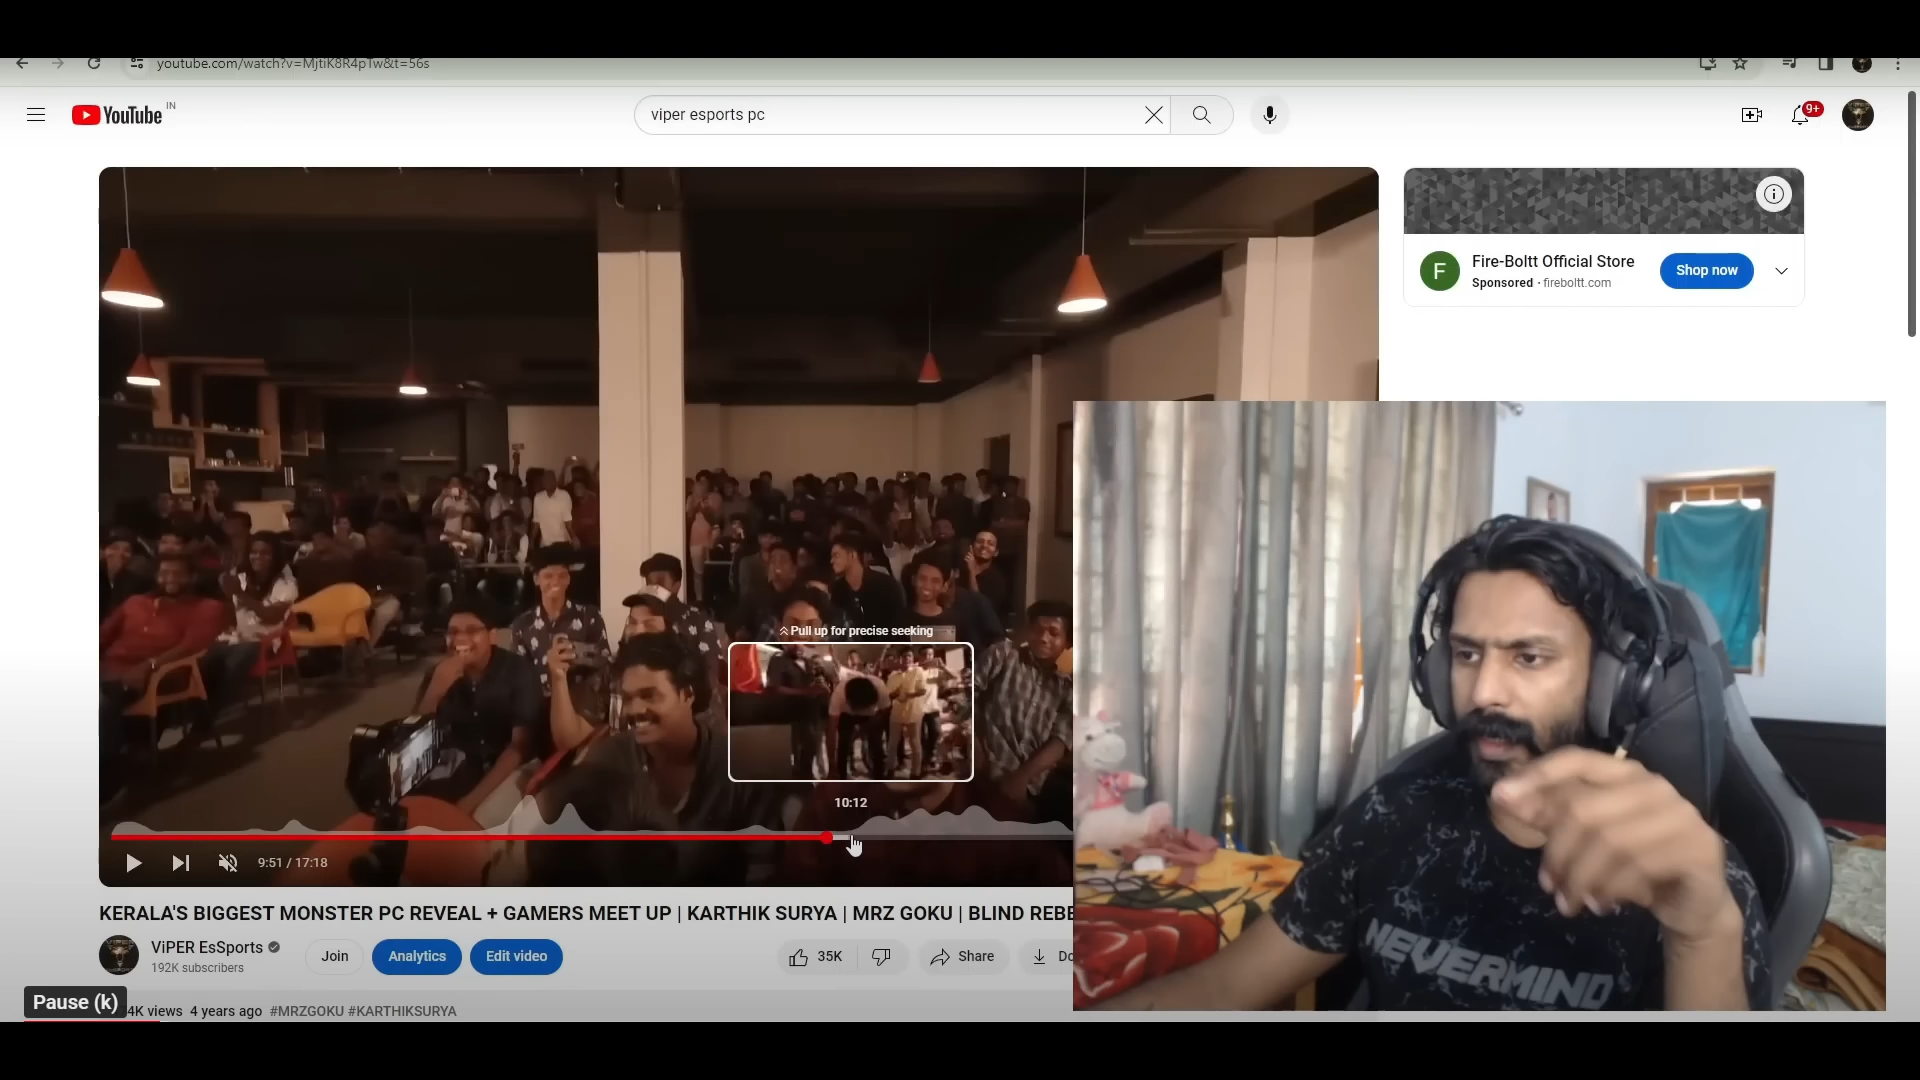 youtube.com/watch?v=MjtiK8R4pTw&t=56s
YouTube IN
viper esports pc
9+
F
Fire-Boltt Official Store
Sponsored · fireboltt.com
Shop now
Pull up for precise seeking
10:12
9:51 / 17:18
KERALA'S BIGGEST MONSTER PC REVEAL + GAMERS MEET UP | KARTHIK SURYA | MRZ GOKU | BLIND REBE
ViPER EsSports
192K subscribers
Join
Analytics
Edit video
35K
Share
Do
Pause (k)
4K views 4 years ago #MRZGOKU #KARTHIKSURYA
NEVERMIND